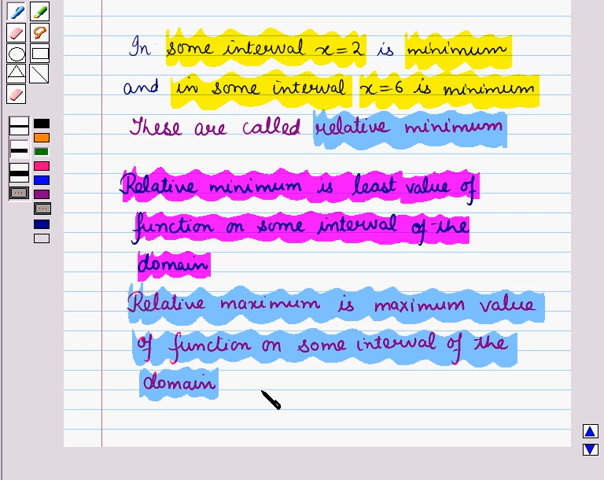 In some interval x=2 is minimum
and in some interval x=6 is minimum
These are called relative minimum
Relative minimum is least value of
function on some interval of the
domain
Relative maximum is maximum value
of function on some interval of the
domain